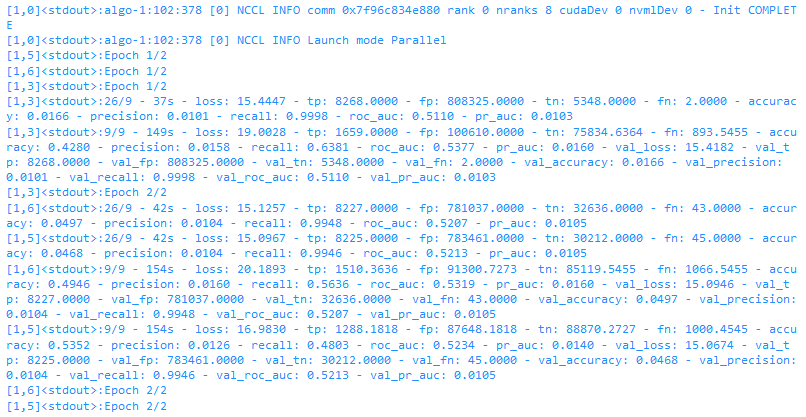 [1,0]<stdout>:algo-1:102:378 [0] NCCL INFO comm 0x7f96c834e880 rank 0 nranks 8 cudaDev 0 nvmlDev 0 - Init COMPLET
E
[1,0]<stdout>:algo-1:102:378 [0] NCCL INFO Launch mode Parallel
[1,5]<stdout>:Epoch 1/2
[1,6]<stdout>:Epoch 1/2
[1,3]<stdout>:Epoch 1/2
[1,3]<stdout>:26/9 - 37s - loss: 15.4447 - tp: 8268.0000 - fp: 808325.0000 - tn: 5348.0000 - fn: 2.0000 - accurac
y: 0.0166 - precision: 0.0101 - recall: 0.9998 - roc_auc: 0.5110 - pr_auc: 0.0103
[1,3]<stdout>:9/9 - 149s - loss: 19.0028 - tp: 1659.0000 - fp: 100610.0000 - tn: 75834.6364 - fn: 893.5455 - accu
racy: 0.4280 - precision: 0.0158 - recall: 0.6381 - roc_auc: 0.5377 - pr_auc: 0.0160 - val_loss: 15.4182 - val_t
p: 8268.0000 - val_fp: 808325.0000 - val_tn: 5348.0000 - val_fn: 2.0000 - val_accuracy: 0.0166 - val_precision:
0.0101 - val_recall: 0.9998 - val_roc_auc: 0.5110 - val_pr_auc: 0.0103
[1,3]<stdout>:Epoch 2/2
[1,6]<stdout>:26/9 - 42s - loss: 15.1257 - tp: 8227.0000 - fp: 781037.0000 - tn: 32636.0000 - fn: 43.0000 - accur
acy: 0.0497 - precision: 0.0104 - recall: 0.9948 - roc_auc: 0.5207 - pr_auc: 0.0105
[1,5]<stdout>:26/9 - 42s - loss: 15.0967 - tp: 8225.0000 - fp: 783461.0000 - tn: 30212.0000 - fn: 45.0000 - accur
acy: 0.0468 - precision: 0.0104 - recall: 0.9946 - roc_auc: 0.5213 - pr_auc: 0.0105
[1,6]<stdout>:9/9 - 154s - loss: 20.1893 - tp: 1510.3636 - fp: 91300.7273 - tn: 85119.5455 - fn: 1066.5455 - accu
racy: 0.4946 - precision: 0.0160 - recall: 0.5636 - roc_auc: 0.5319 - pr_auc: 0.0160 - val_loss: 15.0946 - val_t
p: 8227.0000 - val_fp: 781037.0000 - val_tn: 32636.0000 - val_fn: 43.0000 - val_accuracy: 0.0497 - val_precision:
0.0104 - val_recall: 0.9948 - val_roc_auc: 0.5207 - val_pr_auc: 0.0105
[1,5]<stdout>:9/9 - 154s - loss: 16.9830 - tp: 1288.1818 - fp: 87648.1818 - tn: 88870.2727 - fn: 1000.4545 - accu
racy: 0.5352 - precision: 0.0126 - recall: 0.4803 - roc_auc: 0.5234 - pr_auc: 0.0140 - val_loss: 15.0674 - val_t
p: 8225.0000 - val_fp: 783461.0000 - val_tn: 30212.0000 - val_fn: 45.0000 - val_accuracy: 0.0468 - val_precision:
0.0104 - val_recall: 0.9946 - val_roc_auc: 0.5213 - val_pr_auc: 0.0105
[1,6]<stdout>:Epoch 2/2
[1,5]<stdout>:Epoch 2/2